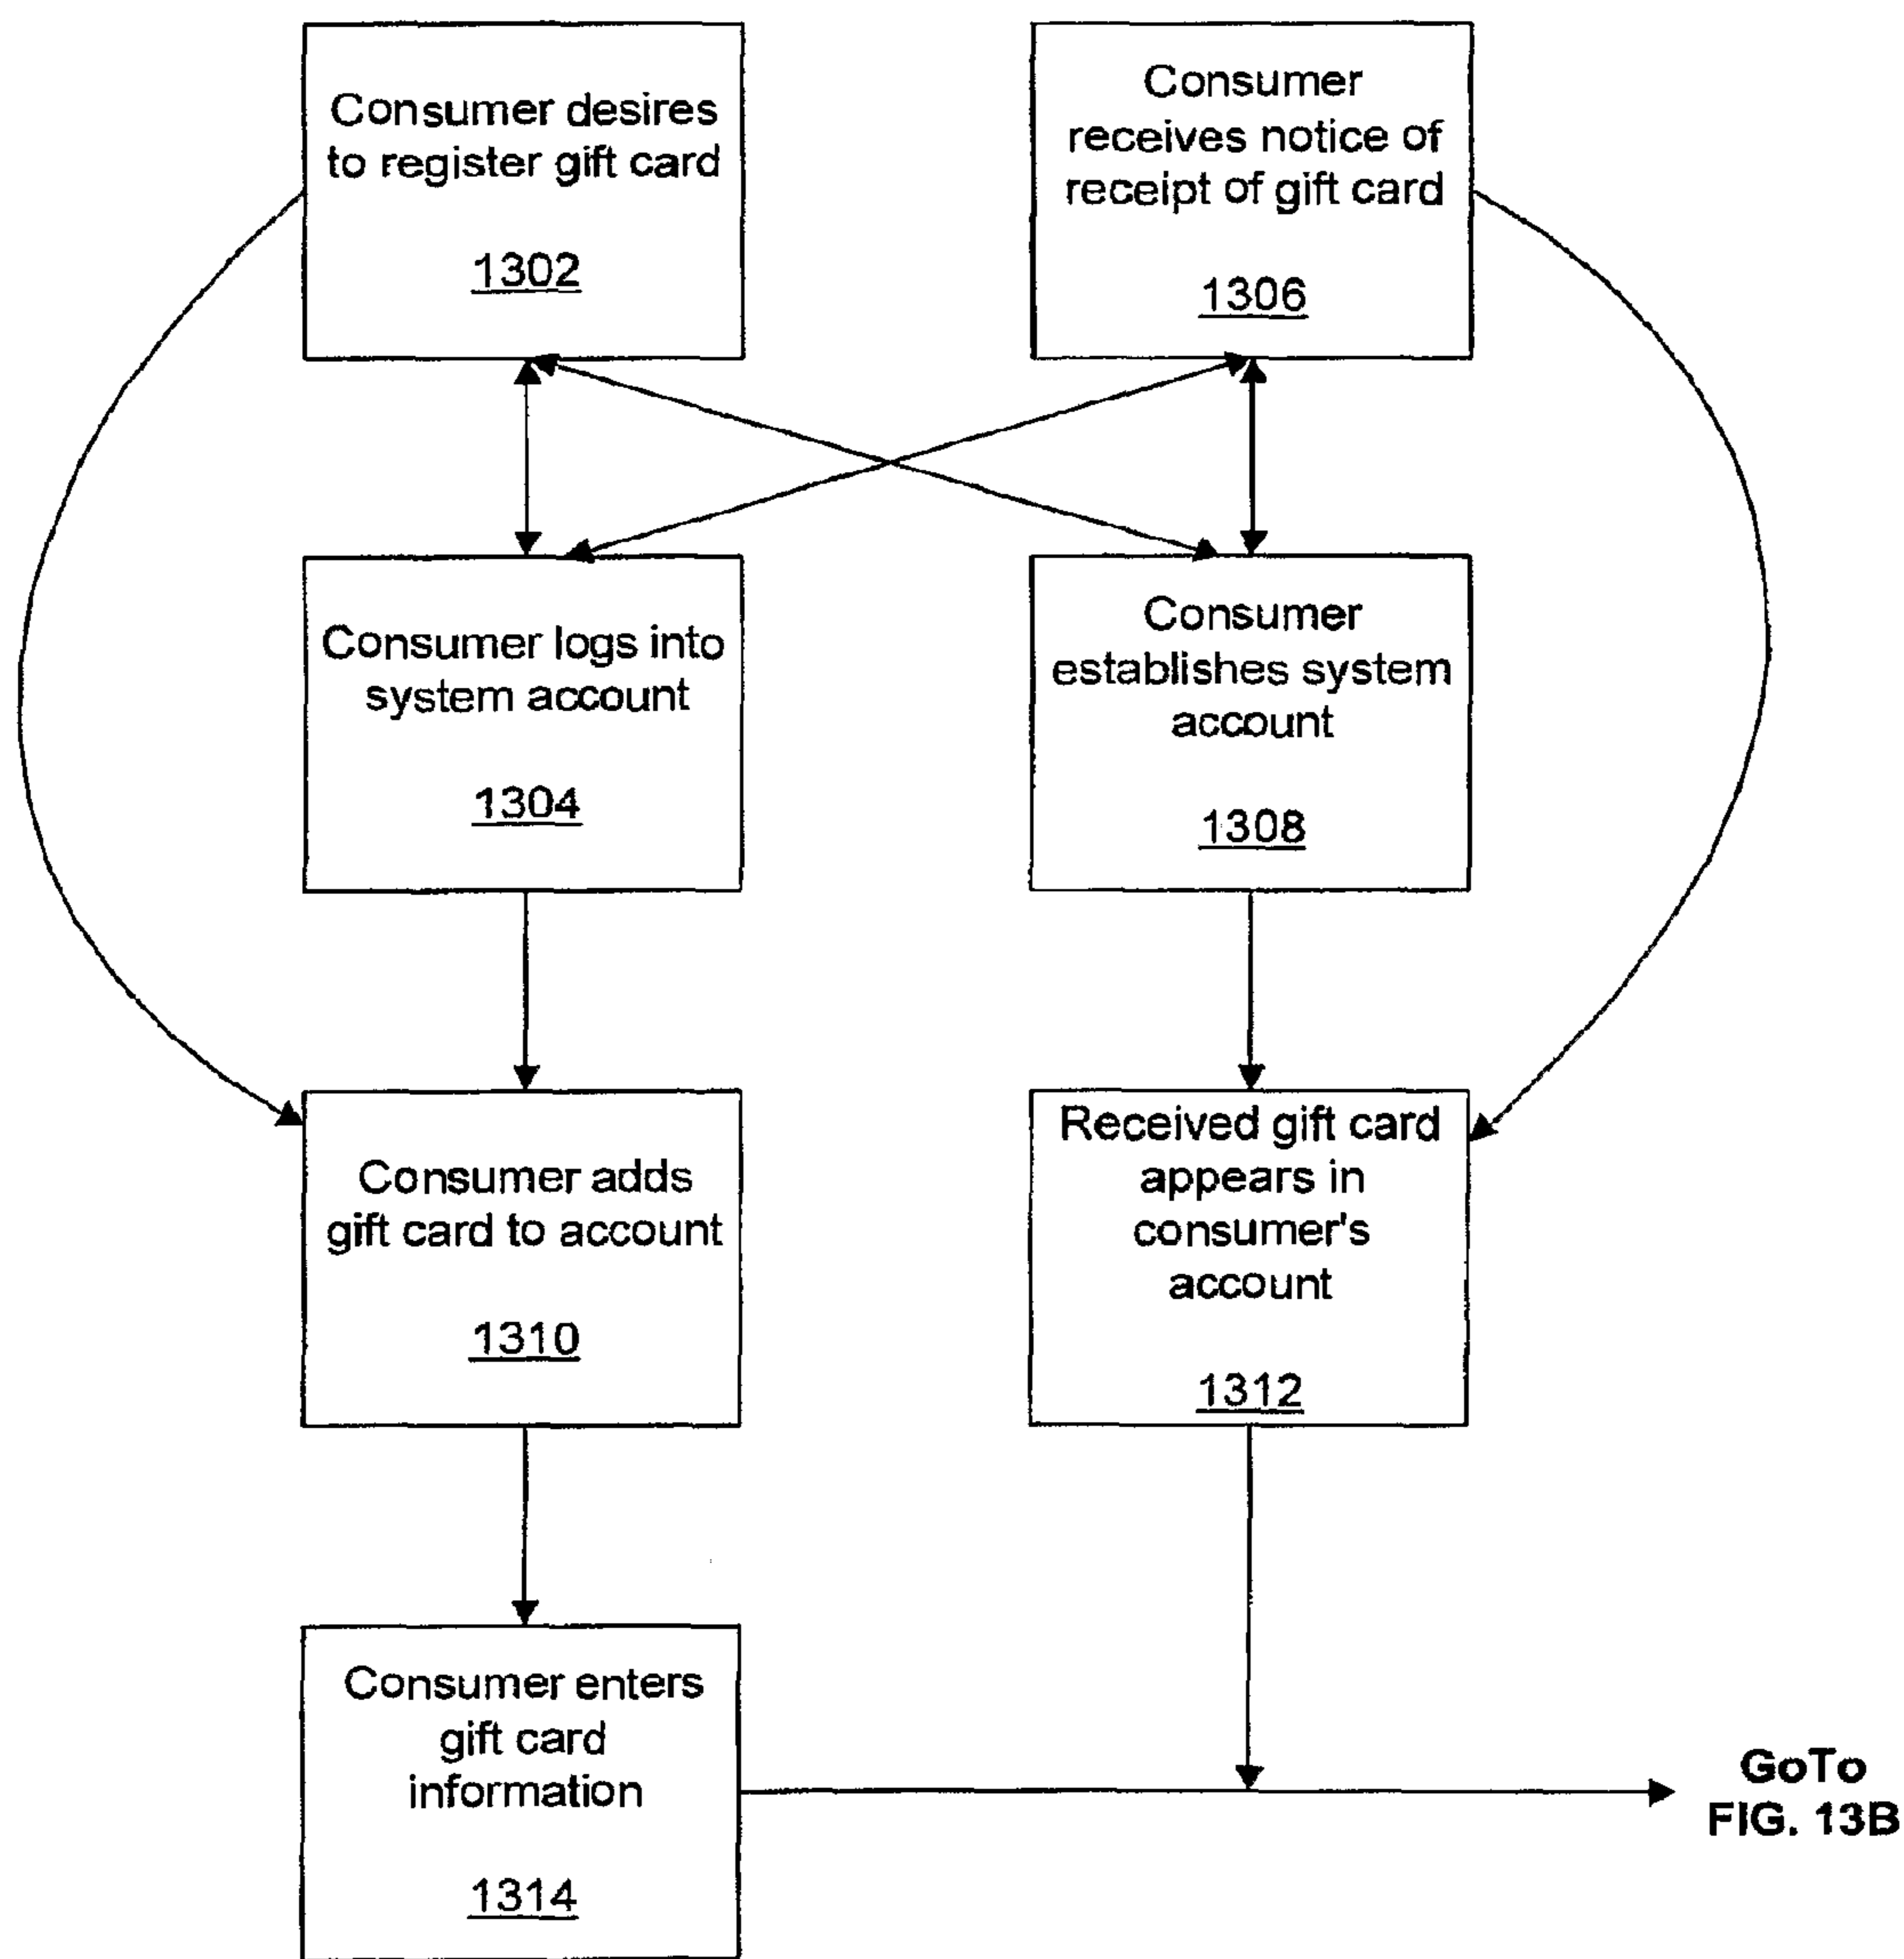 Consumer desires
to register gift card
1302
Consumer
receives notice of
receipt of gift card
1306
Consumer logs into
system account
1304
Consumer
establishes system
account
1308
Consumer adds
gift card to account
1310
Received gift card
appears in
consumer's
account
1312
Consumer enters
gift card
information
1314
GoTo
FIG. 13B